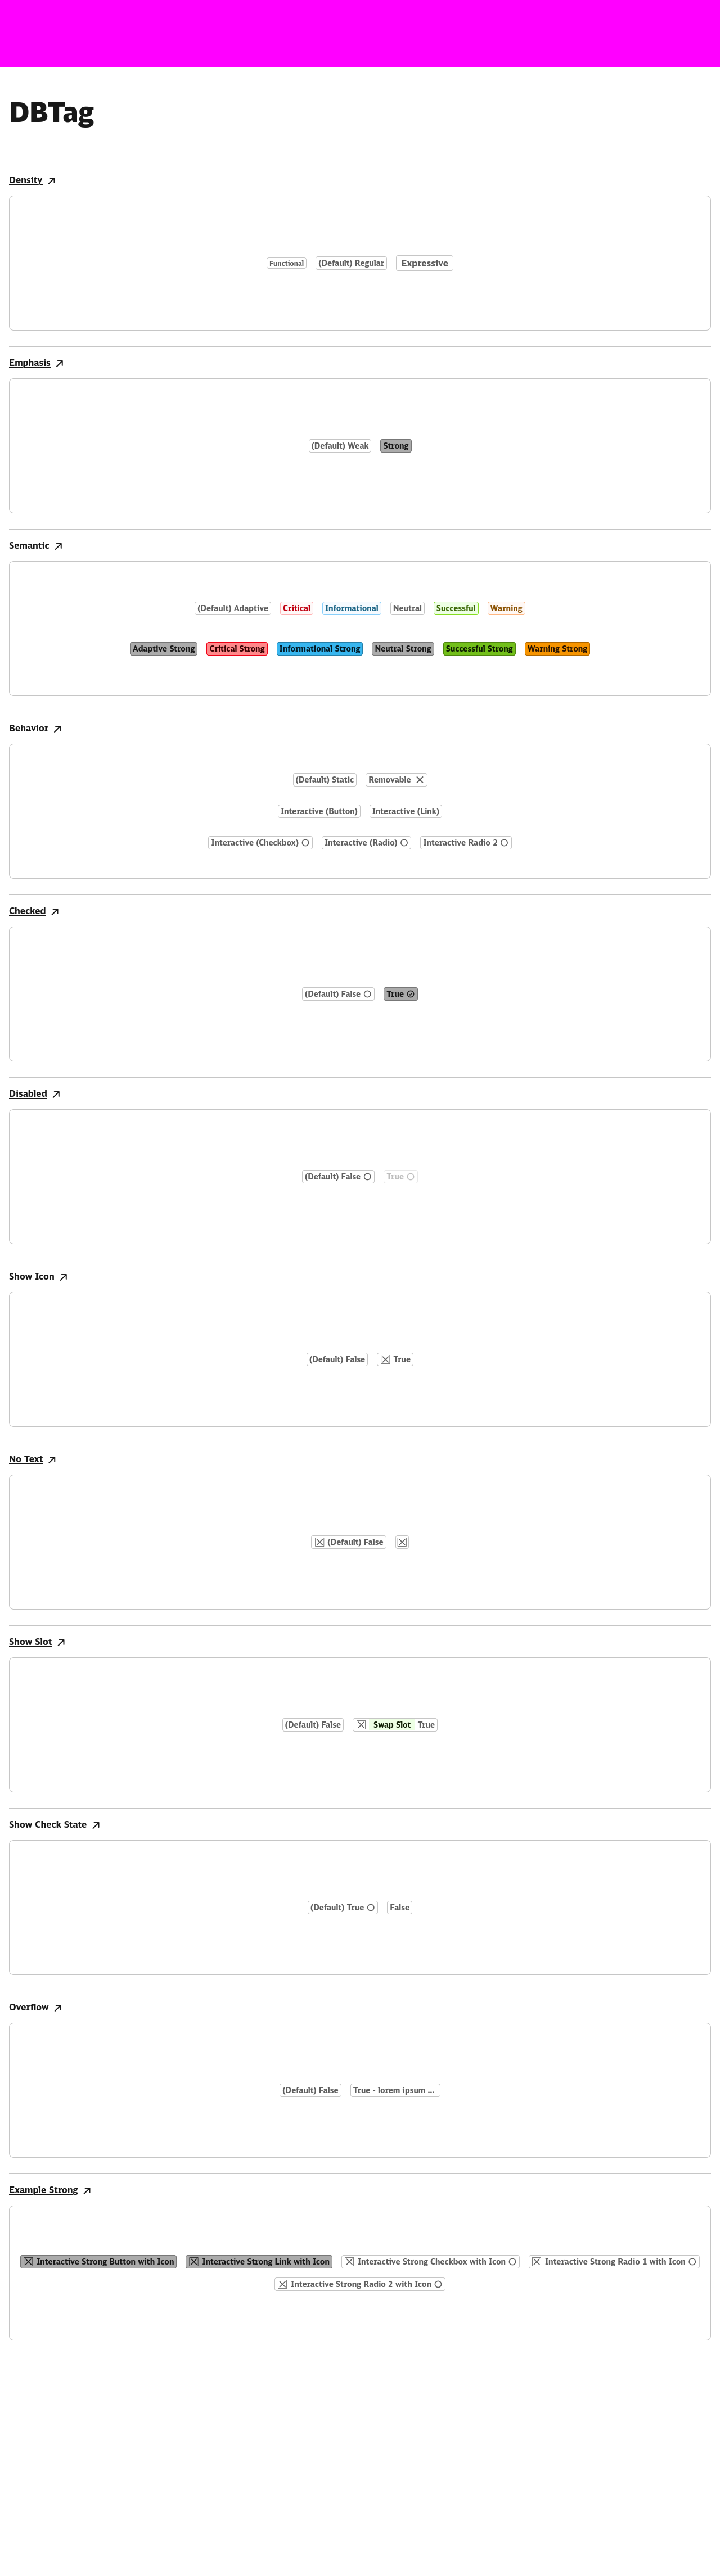 DBTag
Density
Functional (Default) Regular Expressive
Emphasis
(Default) Weak Strong
Semantic
(Default) Adaptive Critical Informational Neutral Successful Warning
Adaptive Strong Critical Strong Informational Strong Neutral Strong Successful Strong Warning Strong
Behavior
(Default) Static Removable
Interactive (Button) Interactive (Link)
Interactive (Checkbox) Interactive (Radio) Interactive Radio 2
Checked
(Default) False True
Disabled
(Default) False True
Show Icon
(Default) False True
No Text
(Default) False
Show Slot
(Default) False Swap Slot True
Show Check State
(Default) True False
Overflow
(Default) False True - lorem ipsum ...
Example Strong
Interactive Strong Button with Icon Interactive Strong Link with Icon Interactive Strong Checkbox with Icon Interactive Strong Radio 1 with Icon
Interactive Strong Radio 2 with Icon